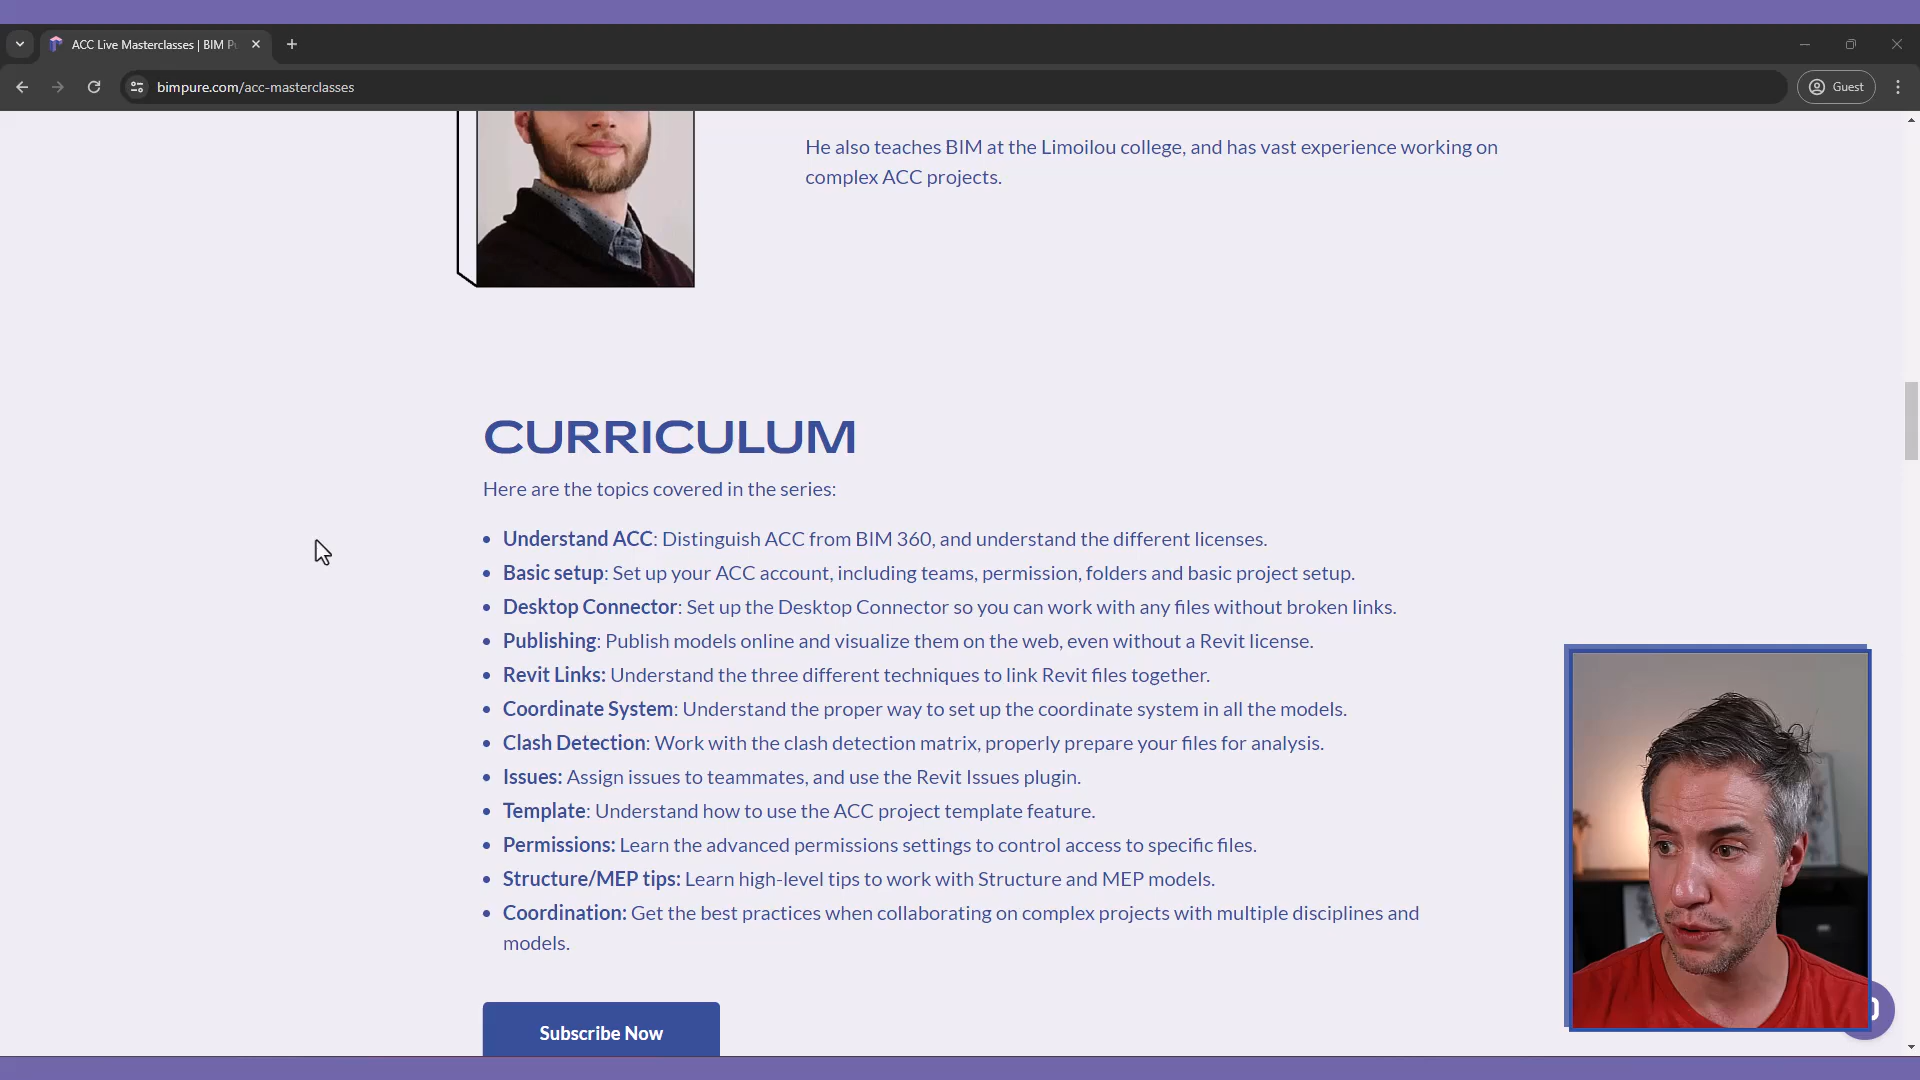 ACC Live Masterclasses | BIM Pu
bimpure.com/acc-masterclasses
Guest
He also teaches BIM at the Limoilou college, and has vast experience working on
complex ACC projects.
CURRICULUM
Here are the topics covered in the series:
Understand ACC: Distinguish ACC from BIM 360, and understand the different licenses.
Basic setup: Set up your ACC account, including teams, permission, folders and basic project setup.
Desktop Connector: Set up the Desktop Connector so you can work with any files without broken links.
Publishing: Publish models online and visualize them on the web, even without a Revit license.
Revit Links: Understand the three different techniques to link Revit files together.
Coordinate System: Understand the proper way to set up the coordinate system in all the models.
Clash Detection: Work with the clash detection matrix, properly prepare your files for analysis.
Issues: Assign issues to teammates, and use the Revit Issues plugin.
Template: Understand how to use the ACC project template feature.
Permissions: Learn the advanced permissions settings to control access to specific files.
Structure/MEP tips: Learn high-level tips to work with Structure and MEP models.
Coordination: Get the best practices when collaborating on complex projects with multiple disciplines and
models.
Subscribe Now